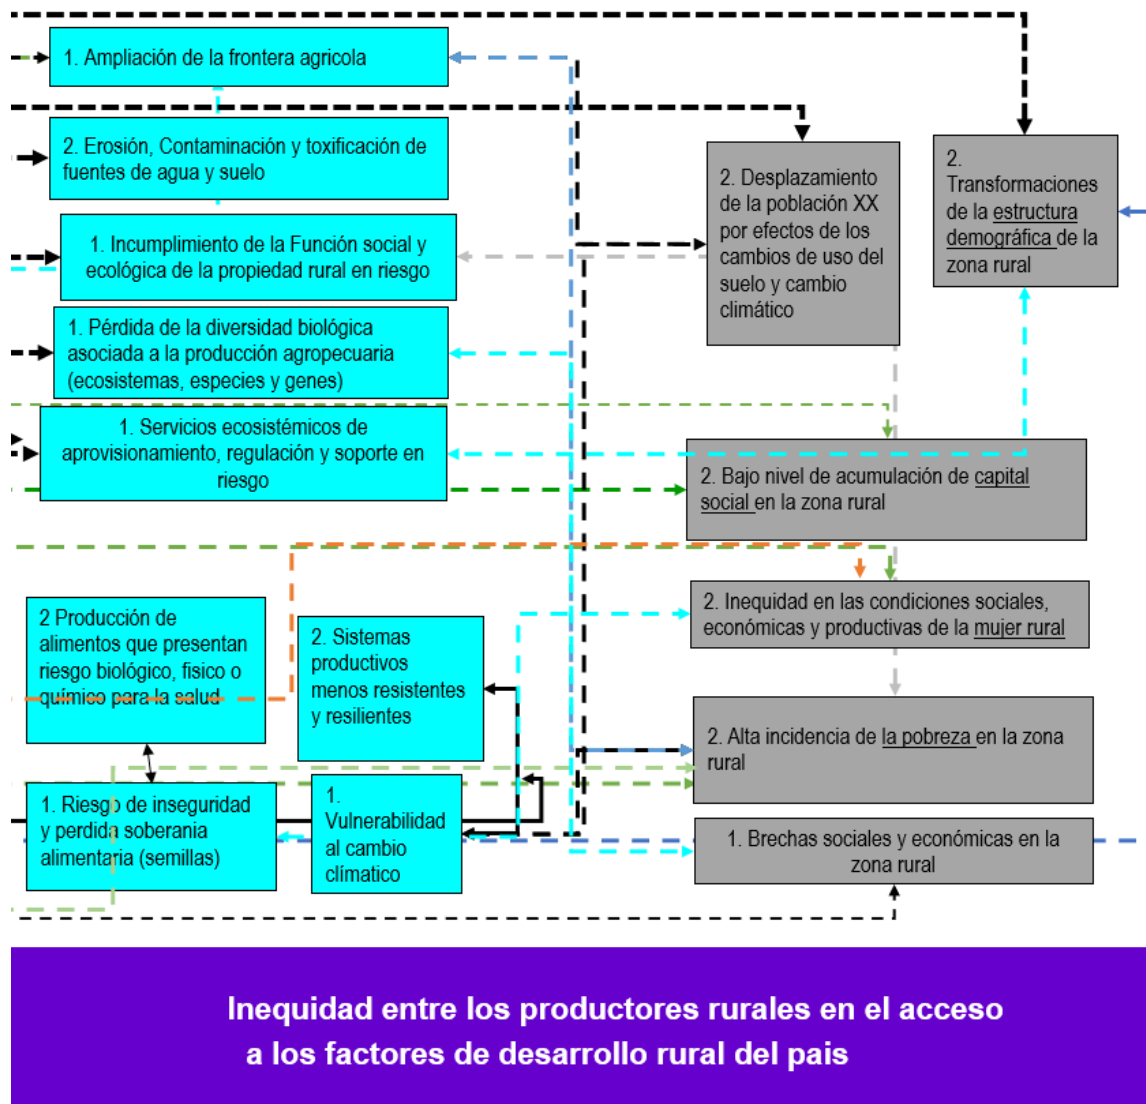 1. Ampliación de la frontera agricola
2. Erosión, Contaminación y toxificación de
fuentes de agua y suelo
1. Incumplimiento de la Función social y
ecológica de la propiedad rural en riesgo
1. Pérdida de la diversidad biológica
asociada a la producción agropecuaria
(ecosistemas, especies y genes)
1. Servicios ecosistémicos de
aprovisionamiento, regulación y soporte en
riesgo
2 Producción de
alimentos que presentan
riesgo biológico, fisico o
químico para la salud
2. Sistemas
productivos
menos resistentes
y resilientes
1. Riesgo de inseguridad
y perdida soberania
alimentaria (semillas)
1.
Vulnerabilidad
al cambio
clímatico
2. Desplazamiento
de la población XX
por efectos de los
cambios de uso del
suelo y cambio
climático
2.
Transformaciones
de la estructura
demográfica de la
zona rural
2. Bajo nivel de acumulación de capital
social en la zona rural
2. Inequidad en las condiciones sociales,
económicas y productivas de la mujer rural
2. Alta incidencia de la pobreza en la zona
rural
1. Brechas sociales y económicas en la
zona rural
Inequidad entre los productores rurales en el acceso
a los factores de desarrollo rural del pais